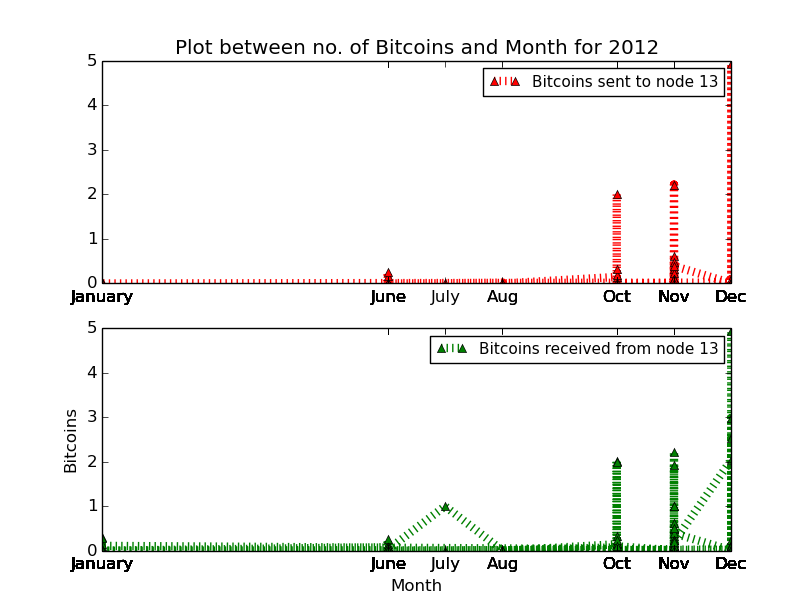 Plot between no. of Bitcoins and Month for 2012
5
4
3
2
1
0
Bitcoins sent to node 13
January June July Aug Oct Nov Dec
5
4
3
2
1
0
Bitcoins
Bitcoins received from node 13
January June July Aug Oct Nov Dec
Month